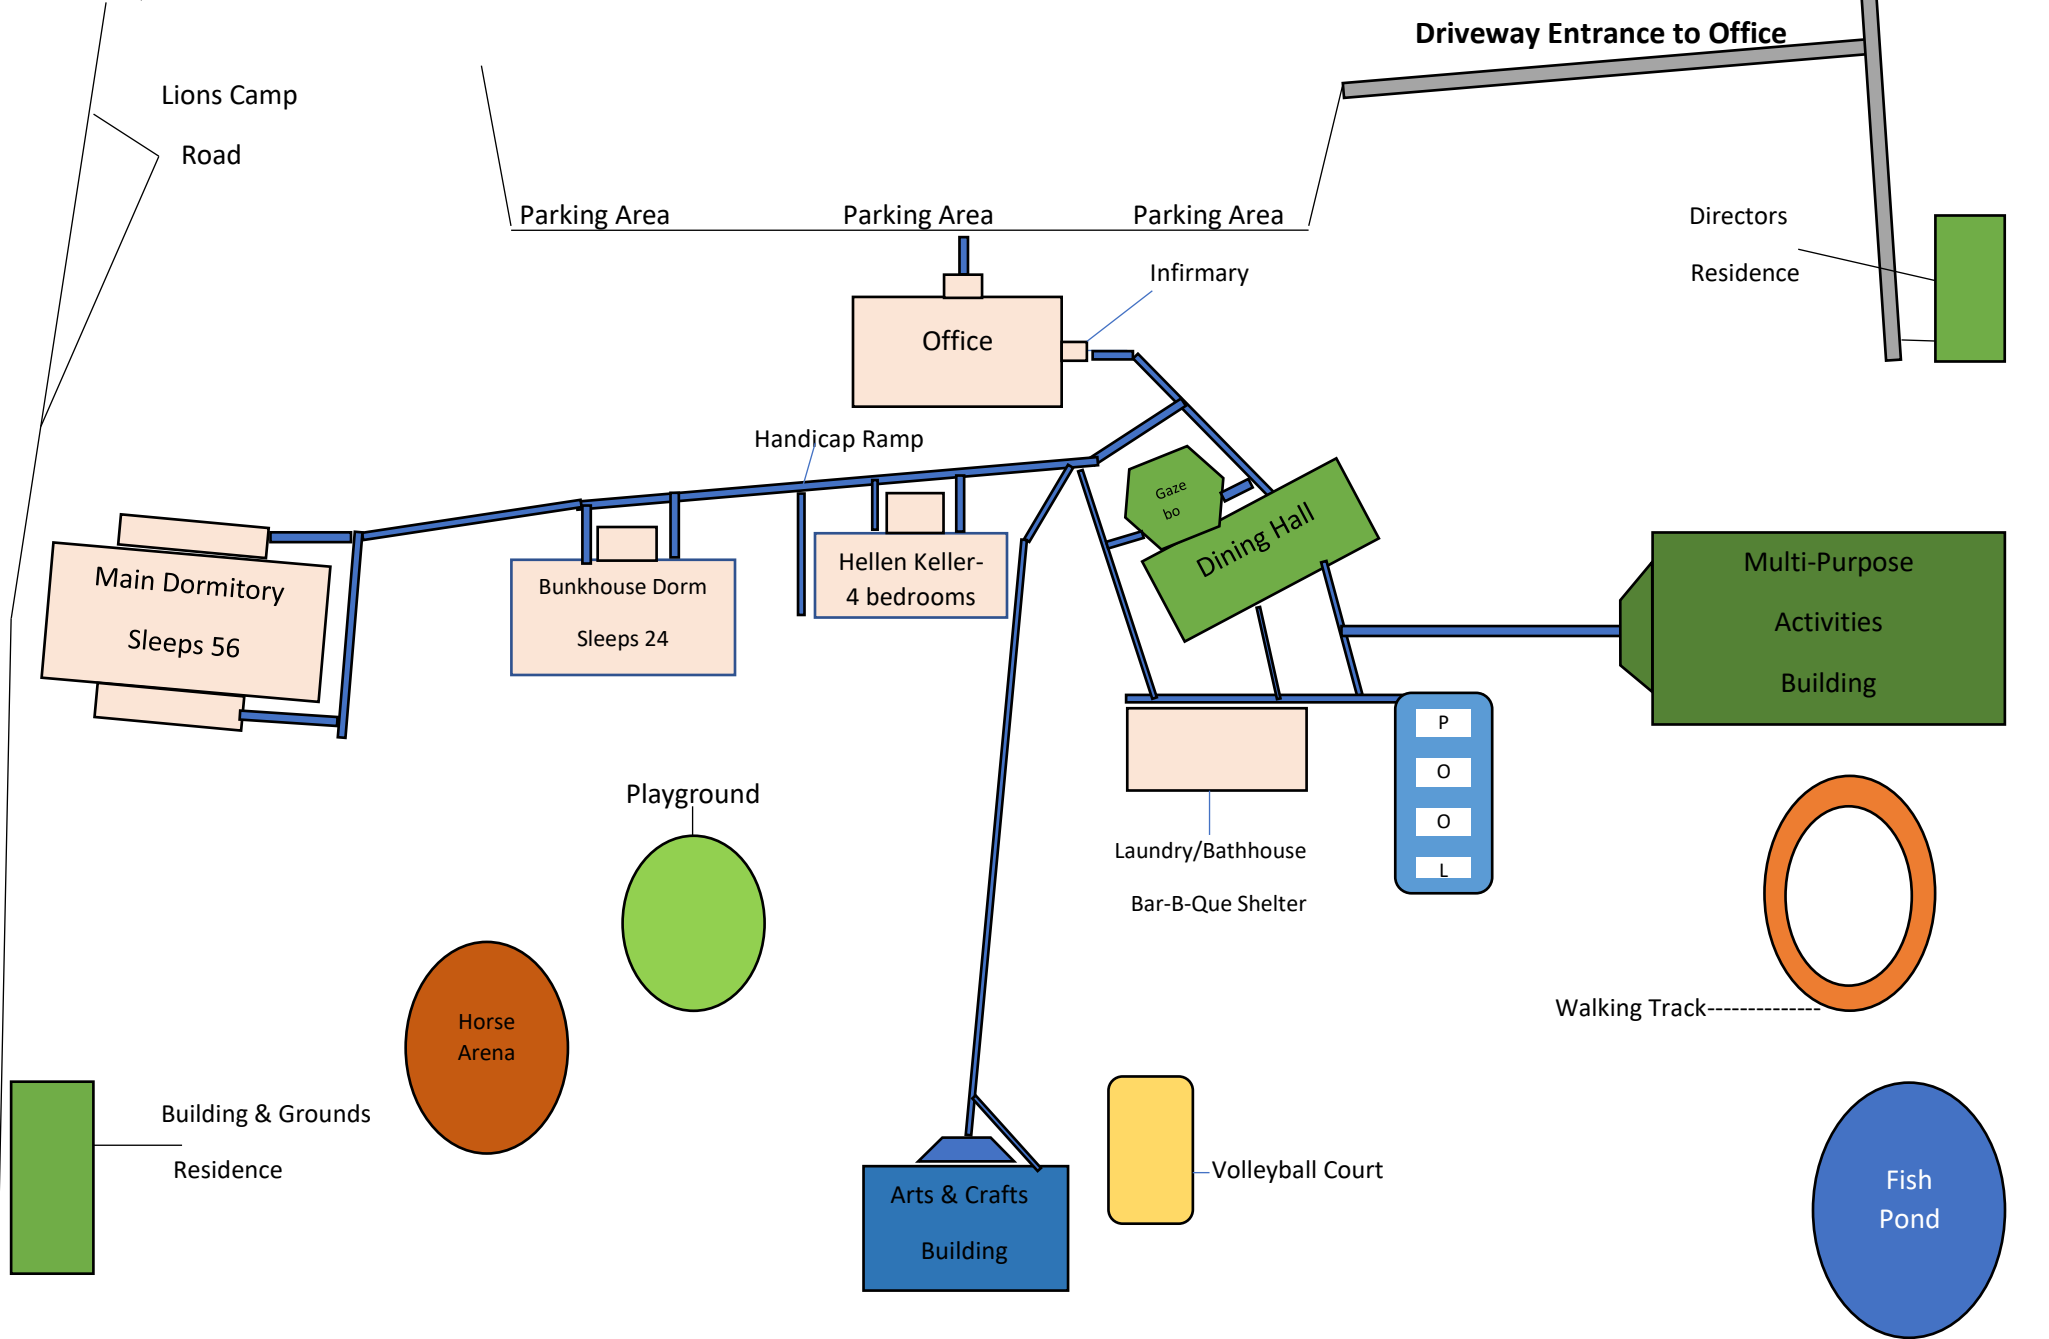 Driveway Entrance to Office
Lions Camp
Road
Parking Area
Parking Area
Parking Area
Directors
Residence
Infirmary
Office
Handicap Ramp
Gaze
bo
Dining Hall
Main Dormitory
Sleeps 56
Bunkhouse Dorm
Sleeps 24
Hellen Keller-
4 bedrooms
Multi-Purpose
Activities
Building
P
O
O
L
Playground
Laundry/Bathhouse
Bar-B-Que Shelter
Horse
Arena
Walking Track--------------
Building & Grounds
Residence
Volleyball Court
Arts & Crafts
Building
Fish
Pond